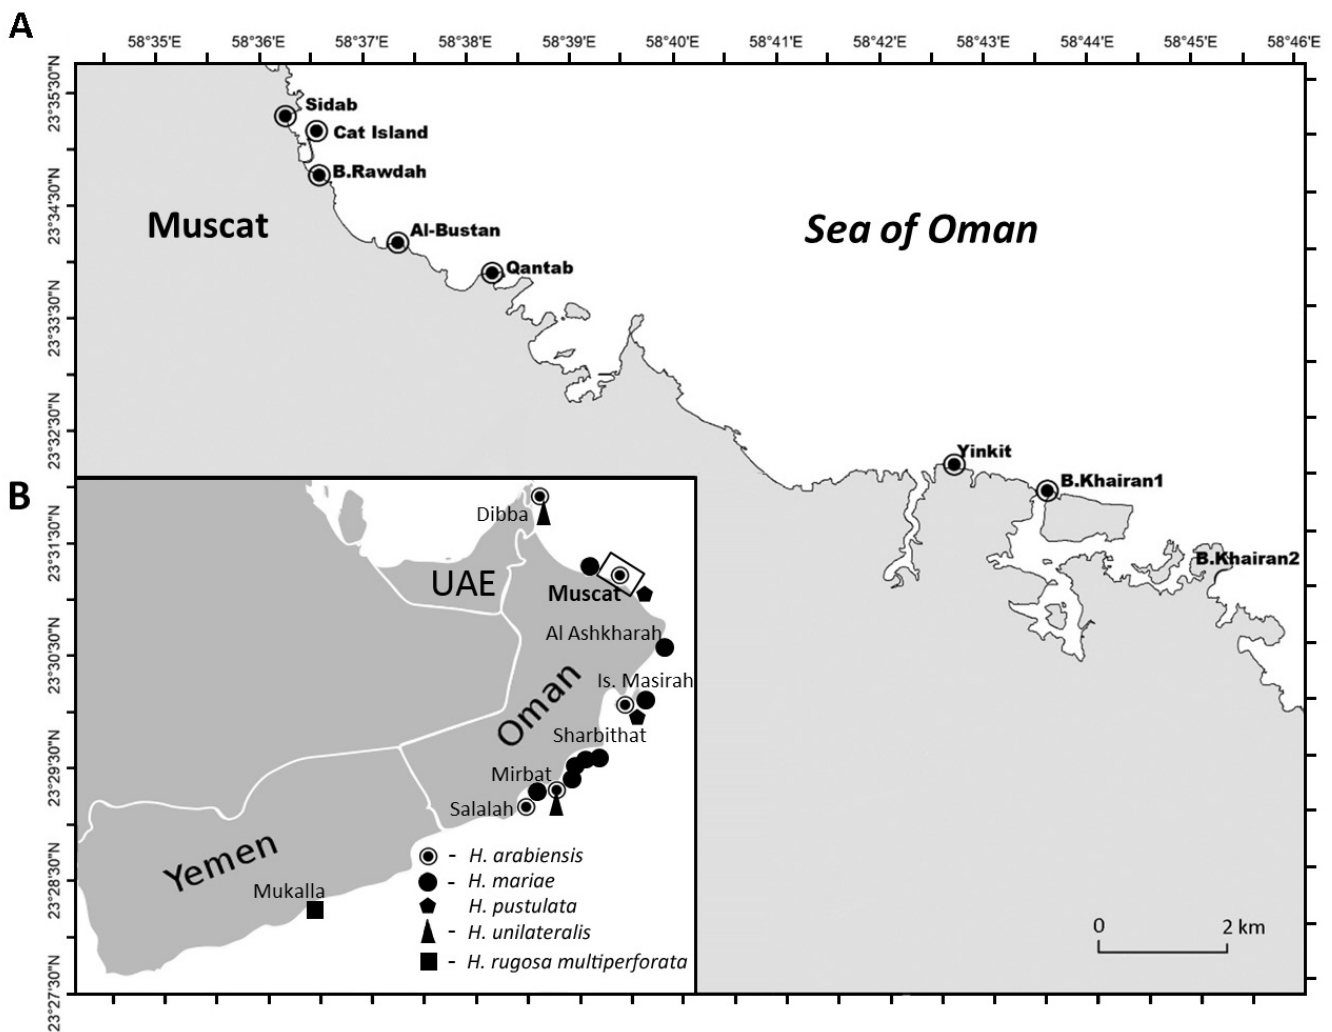 A
58°35'E 58°36'E 58°37'E 58°38'E 58°39'E 58°40'E 58°41'E 58°42'E 58°43'E 58°44'E 58°45'E 58°46'E
23°35'30"N
23°34'30"N
23°33'30"N
23°32'30"N
23°31'30"N
23°30'30"N
23°29'30"N
23°28'30"N
23°27'30"N
Sidab
Cat Island
B.Rawdah
Muscat
Al-Bustan
Sea of Oman
Qantab
Yinkit
B.Khairan1
B.Khairan2
0 2 km
B
Dibba
UAE
Muscat
Al Ashkharah
Is. Masirah
Oman
Sharbithat
Mirbat
Salalah
Yemen
Mukalla
- H. arabiensis
- H. mariae
H. pustulata
- H. unilateralis
- H. rugosa multiperforata